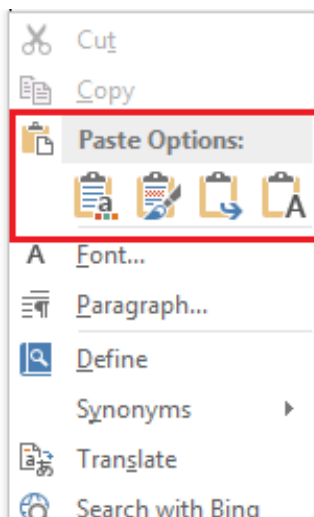 Cut
Copy
Paste Options:
Font...
Paragraph...
Define
Synonyms
Translate
Search with Bing